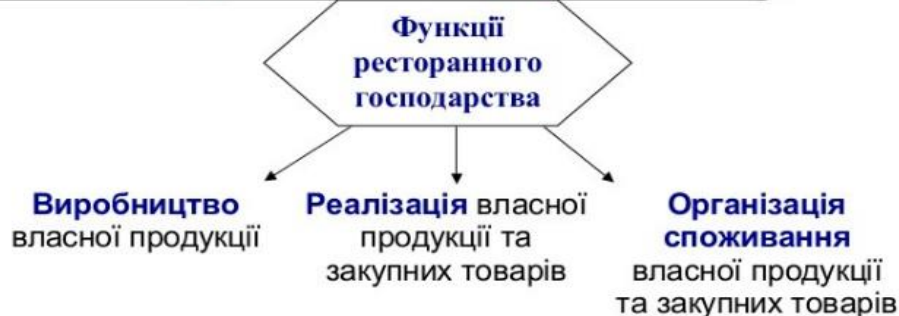 Функції
ресторанного
господарства
Виробництво
власної продукції
Реалізація власної
продукції та
закупних товарів
Організація
споживання
власної продукції
та закупних товарів